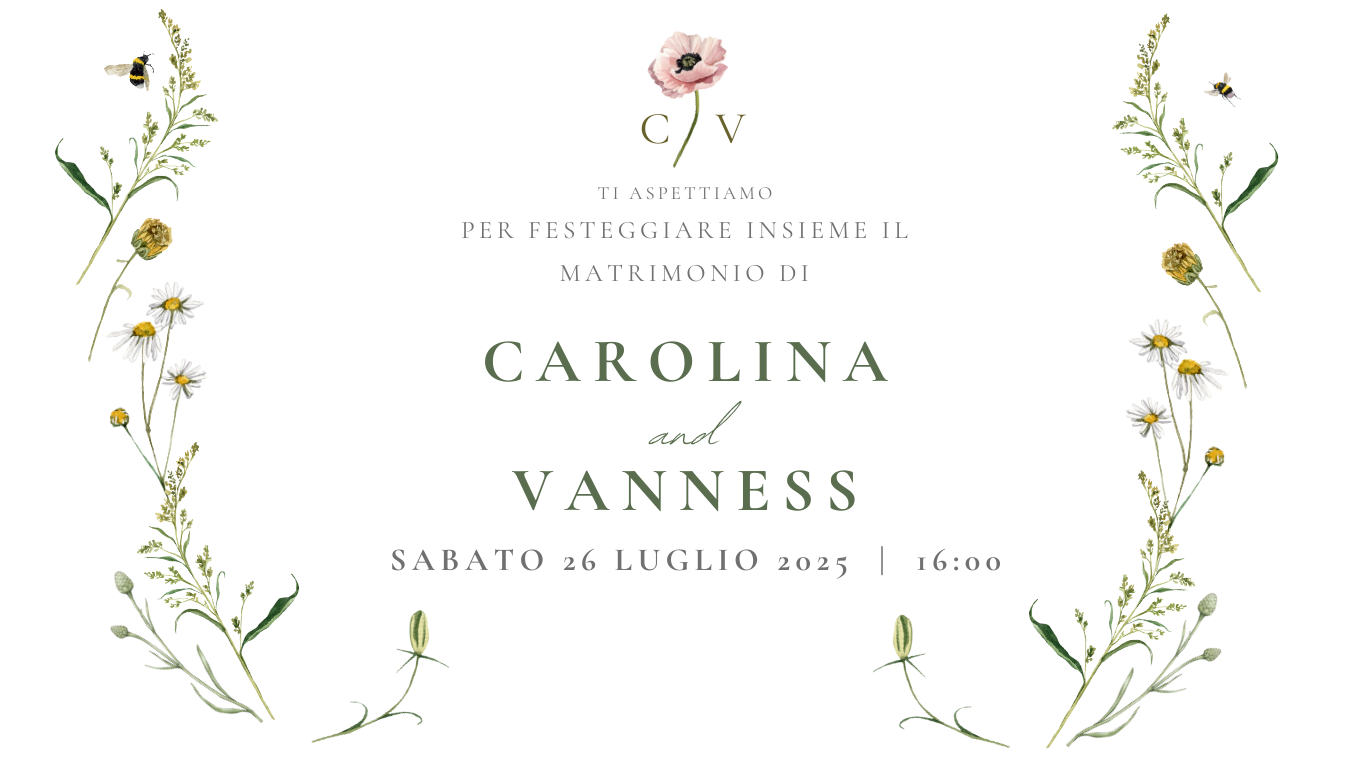 C V
TI ASPETTIAMO
PER FESTEGGIARE INSIEME IL
MATRIMONIO DI
CAROLINA
and
VANNESS
SABATO 26 LUGLIO 2025 | 16:00